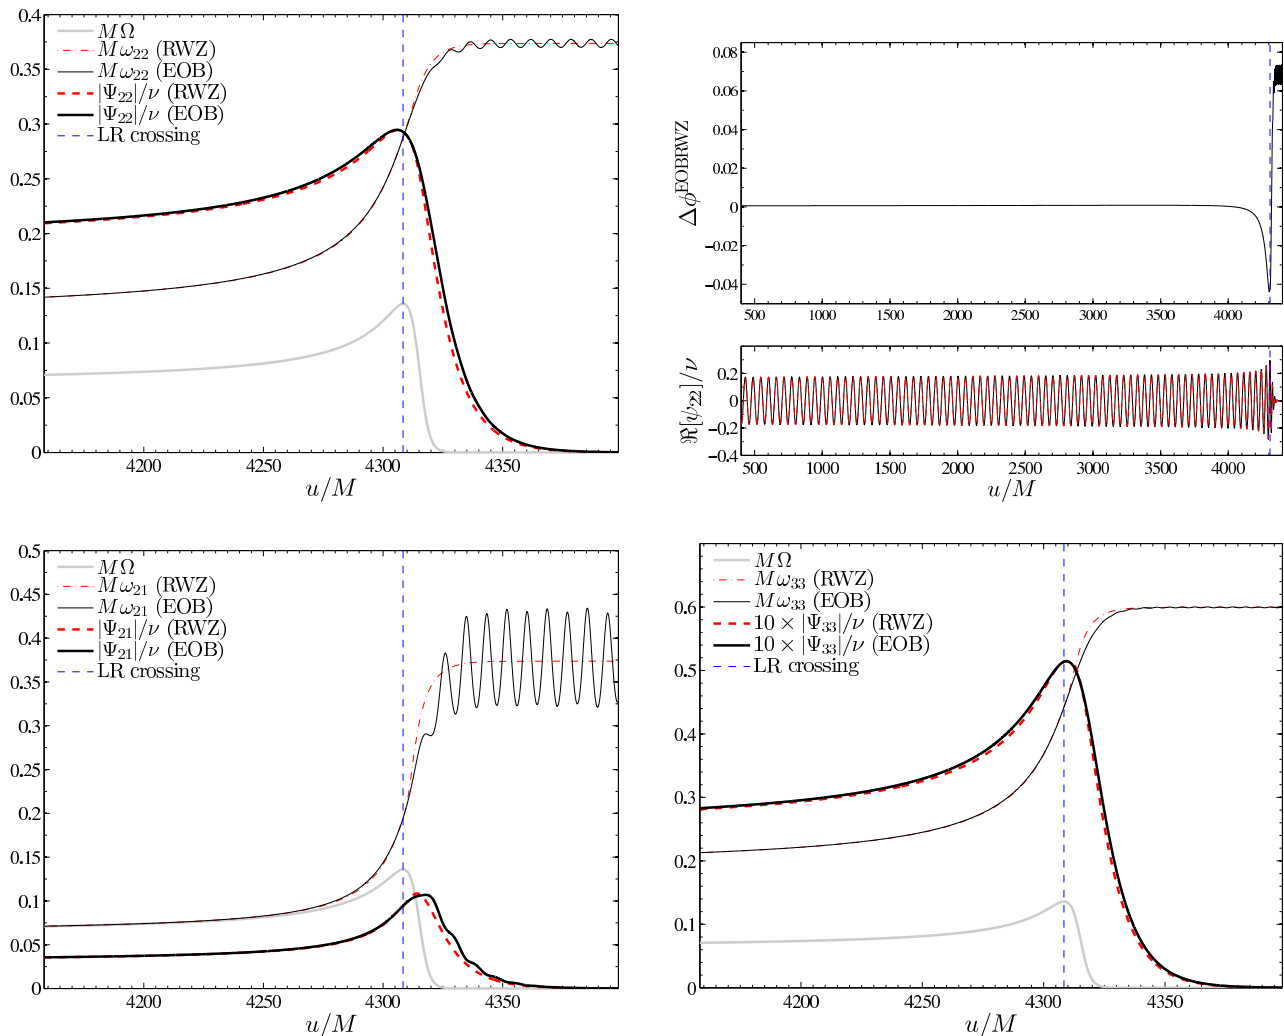 0.4
0.35
0.3
0.25
0.2
0.15
0.1
0.05
0
MΩ
Mω₂₂ (RWZ)
Mω₂₂ (EOB)
|Ψ₂₂|/ν (RWZ)
|Ψ₂₂|/ν (EOB)
LR crossing
4200 4250 4300 4350
u/M
0.08
0.06
0.04
0.02
0
−0.02
−0.04
Δϕ^EOBRWZ
500 1000 1500 2000 2500 3000 3500 4000
0.2
0
−0.2
−0.4
ℜ[ψ₂₂]/ν
500 1000 1500 2000 2500 3000 3500 4000
u/M
0.5
0.45
0.4
0.35
0.3
0.25
0.2
0.15
0.1
0.05
0
MΩ
Mω₂₁ (RWZ)
Mω₂₁ (EOB)
|Ψ₂₁|/ν (RWZ)
|Ψ₂₁|/ν (EOB)
LR crossing
4200 4250 4300 4350
u/M
0.6
0.5
0.4
0.3
0.2
0.1
0
MΩ
Mω₃₃ (RWZ)
Mω₃₃ (EOB)
10 × |Ψ₃₃|/ν (RWZ)
10 × |Ψ₃₃|/ν (EOB)
LR crossing
4200 4250 4300 4350
u/M